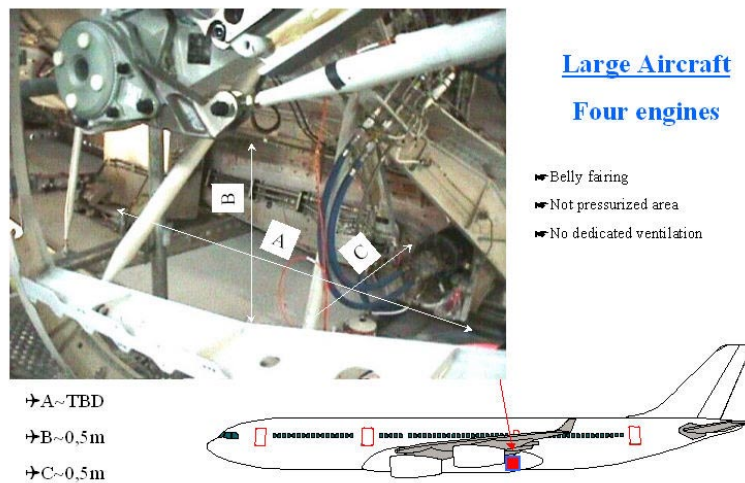 Large Aircraft
Four engines
☛Belly fairing
☛Not pressurized area
☛No dedicated ventilation
B
A
C
✈A~TBD
✈B~0,5m
✈C~0,5m